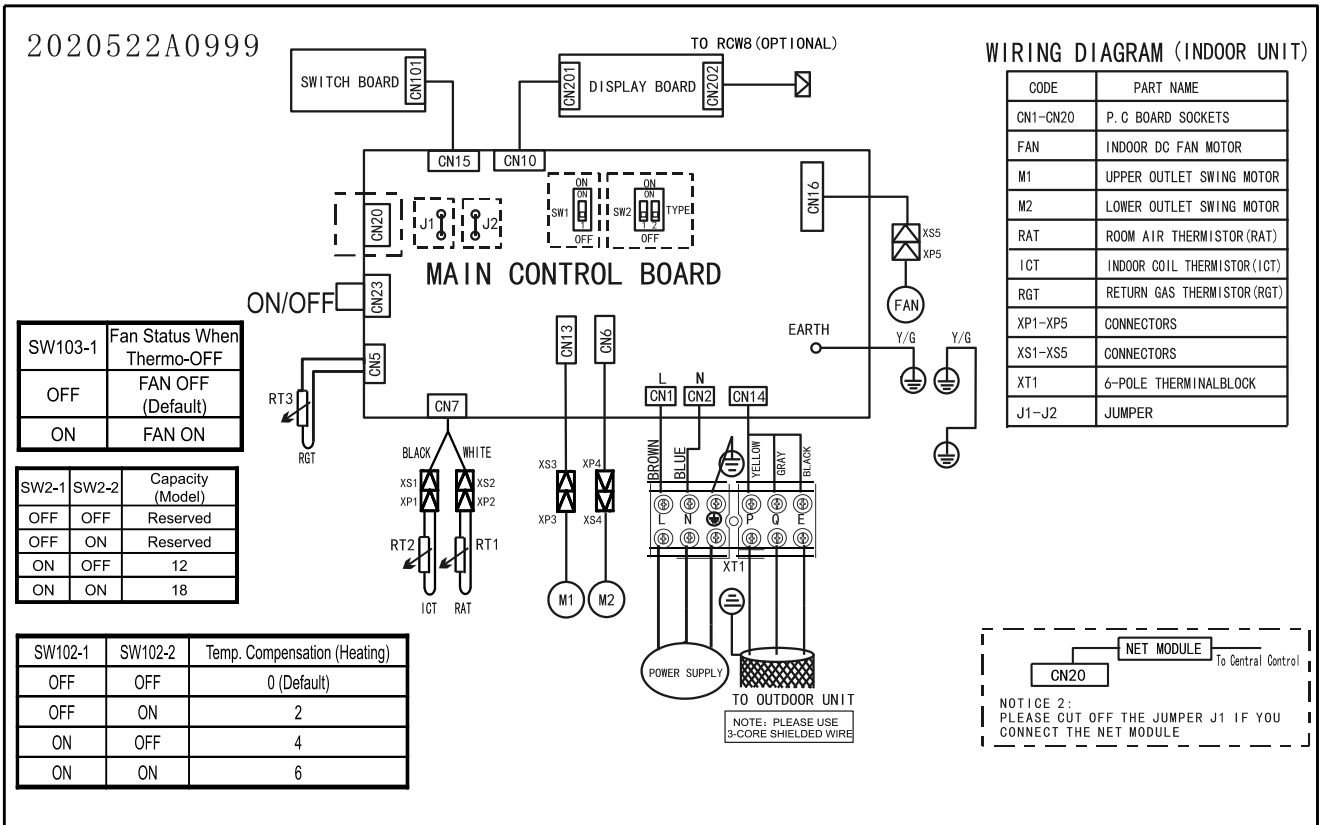 2020522A0999
TO RCW8(OPTIONAL)
WIRING DIAGRAM (INDOOR UNIT)
SWITCH BOARD
CN101
CN201
DISPLAY BOARD
CN202
CODE PART NAME
CN1-CN20 P.C BOARD SOCKETS
FAN INDOOR DC FAN MOTOR
M1 UPPER OUTLET SWING MOTOR
M2 LOWER OUTLET SWING MOTOR
RAT ROOM AIR THERMISTOR(RAT)
ICT INDOOR COIL THERMISTOR(ICT)
RGT RETURN GAS THERMISTOR(RGT)
XP1-XP5 CONNECTORS
XS1-XS5 CONNECTORS
XT1 6-POLE THERMINALBLOCK
J1-J2 JUMPER
CN15
CN10
CN20
J1
J2
ON
ON
SW1
1
OFF
ON
ON
SW2
TYPE
1 2
OFF
CN16
XS5
XP5
FAN
MAIN CONTROL BOARD
ON/OFF
CN23
CN5
CN13
CN6
EARTH
Y/G
Y/G
RT3
RGT
CN7
L
CN1
N
CN2
CN14
SW103-1 Fan Status When Thermo-OFF
OFF FAN OFF (Default)
ON FAN ON
BLACK
WHITE
XS1
XP1
XS2
XP2
RT2
RT1
ICT
RAT
XS3
XP3
XP4
XS4
M1
M2
BROWN
BLUE
YELLOW
GRAY
BLACK
L N P Q E
XT1
POWER SUPPLY
TO OUTDOOR UNIT
NOTE: PLEASE USE
3-CORE SHIELDED WIRE
SW2-1 SW2-2 Capacity (Model)
OFF OFF Reserved
OFF ON Reserved
ON OFF 12
ON ON 18
SW102-1 SW102-2 Temp. Compensation (Heating)
OFF OFF 0 (Default)
OFF ON 2
ON OFF 4
ON ON 6
NET MODULE
To Central Control
CN20
NOTICE 2:
PLEASE CUT OFF THE JUMPER J1 IF YOU
CONNECT THE NET MODULE